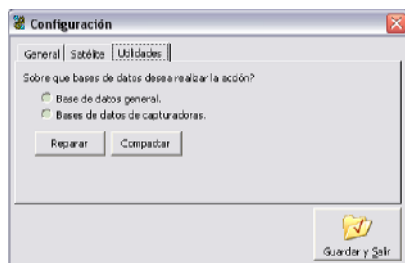 Configuración
General Satélite Utilidades
Sobre que bases de datos desea realizar la acción?
Base de datos general.
Bases de datos de capturadoras.
Reparar Compactar
Guardar y Salir